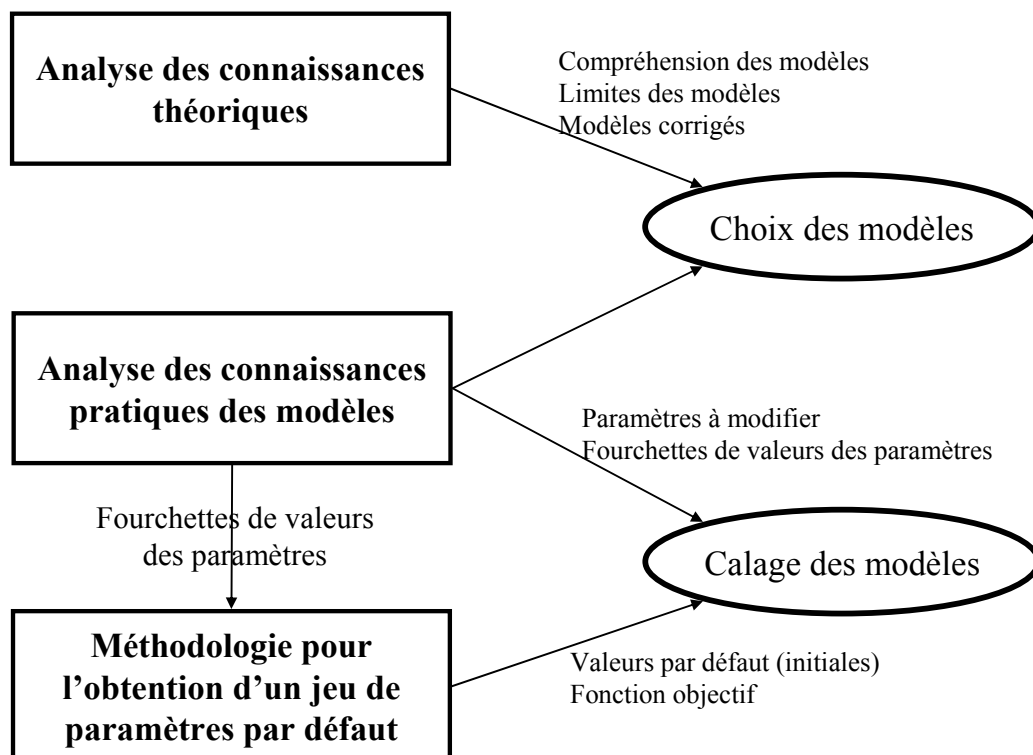 Analyse des connaissances
théoriques
Compréhension des modèles
Limites des modèles
Modèles corrigés
Choix des modèles
Analyse des connaissances
pratiques des modèles
Paramètres à modifier
Fourchettes de valeurs des paramètres
Fourchettes de valeurs
des paramètres
Calage des modèles
Méthodologie pour
l’obtention d’un jeu de
paramètres par défaut
Valeurs par défaut (initiales)
Fonction objectif